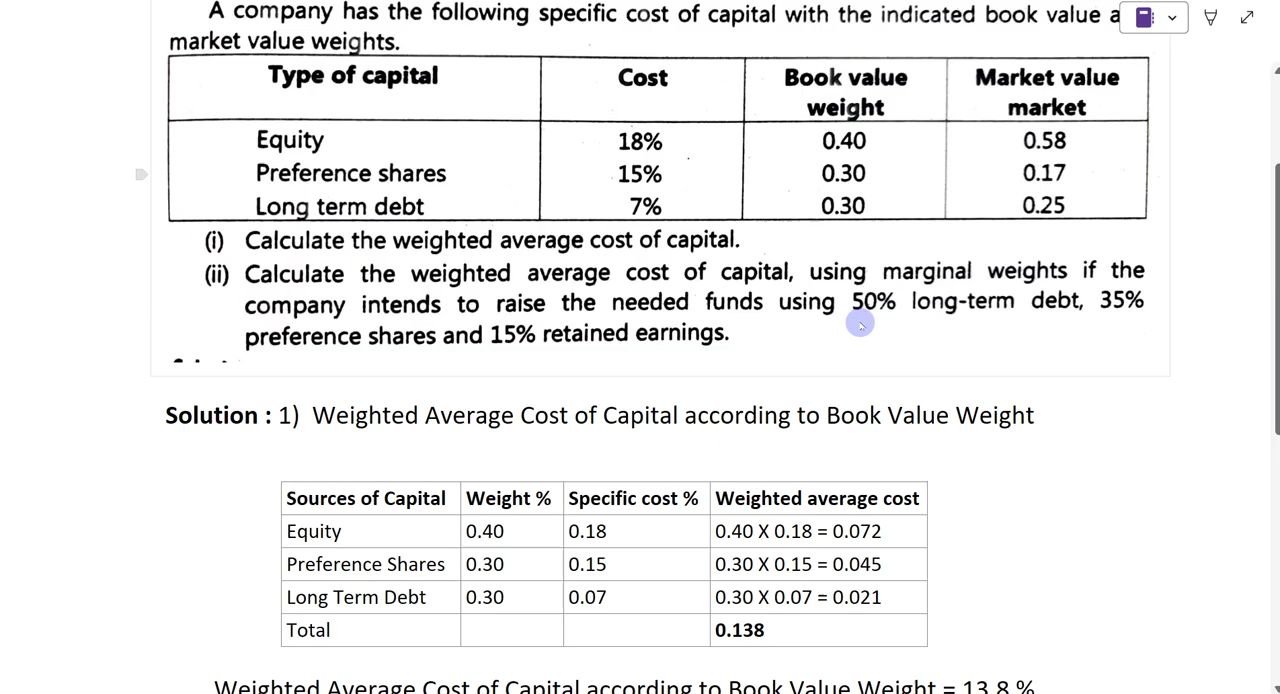 A company has the following specific cost of capital with the indicated book value a
market value weights.
Type of capital Cost Book value weight Market value market
Equity 18% 0.40 0.58
Preference shares 15% 0.30 0.17
Long term debt 7% 0.30 0.25
(i) Calculate the weighted average cost of capital.
(ii) Calculate the weighted average cost of capital, using marginal weights if the
company intends to raise the needed funds using 50% long-term debt, 35%
preference shares and 15% retained earnings.
Solution : 1) Weighted Average Cost of Capital according to Book Value Weight
Sources of Capital Weight % Specific cost % Weighted average cost
Equity 0.40 0.18 0.40 X 0.18 = 0.072
Preference Shares 0.30 0.15 0.30 X 0.15 = 0.045
Long Term Debt 0.30 0.07 0.30 X 0.07 = 0.021
Total 0.138
Weighted Average Cost of Capital according to Book Value Weight = 13.8 %